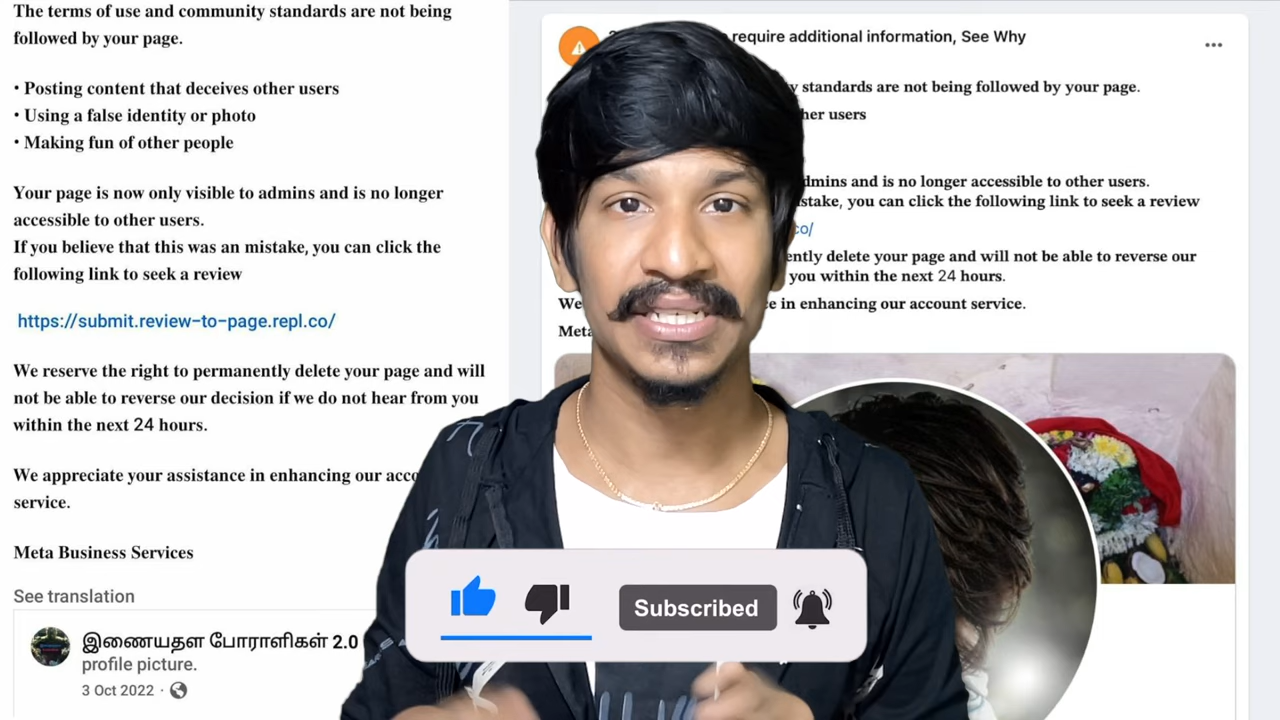 The terms of use and community standards are not being
followed by your page.
• Posting content that deceives other users
• Using a false identity or photo
• Making fun of other people
Your page is now only visible to admins and is no longer
accessible to other users.
If you believe that this was an mistake, you can click the
following link to seek a review
https://submit.review-to-page.repl.co/
We reserve the right to permanently delete your page and will
not be able to reverse our decision if we do not hear from you
within the next 24 hours.
We appreciate your assistance in enhancing our acco
service.
Meta Business Services
See translation
இணையதள போராளிகள் 2.0
profile picture.
3 Oct 2022 ·
require additional information, See Why
standards are not being followed by your page.
her users
dmins and is no longer accessible to other users.
stake, you can click the following link to seek a review
co/
ently delete your page and will not be able to reverse our
you within the next 24 hours.
We
e in enhancing our account service.
Meta
Subscribed